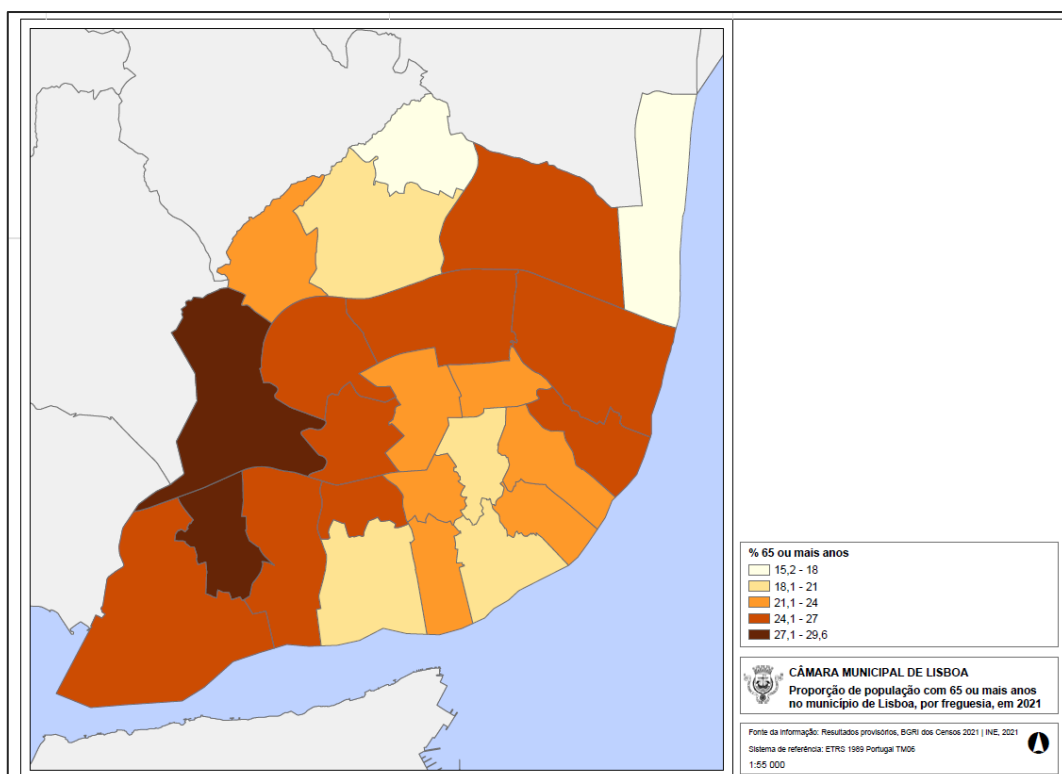 % 65 ou mais anos
15,2 - 18
18,1 - 21
21,1 - 24
24,1 - 27
27,1 - 29,6
CÂMARA MUNICIPAL DE LISBOA
Proporção de população com 65 ou mais anos
no município de Lisboa, por freguesia, em 2021
Fonte da Informação: Resultados provisórios, BGRI dos Censos 2021 | INE, 2021
Sistema de referência: ETRS 1989 Portugal TM06
1:55 000